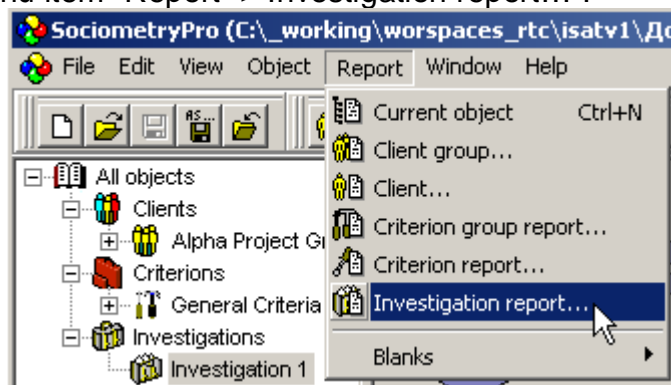 nd item "Report -> Investigation report... .
SociometryPro (C:\_working\worspaces_rtc\isatv1\До
File Edit View Object Report Window Help
AS...
Current object Ctrl+N
Client group...
Client...
Criterion group report...
Criterion report...
Investigation report...
Blanks
All objects
Clients
Alpha Project G
Criterions
General Criteria
Investigations
Investigation 1